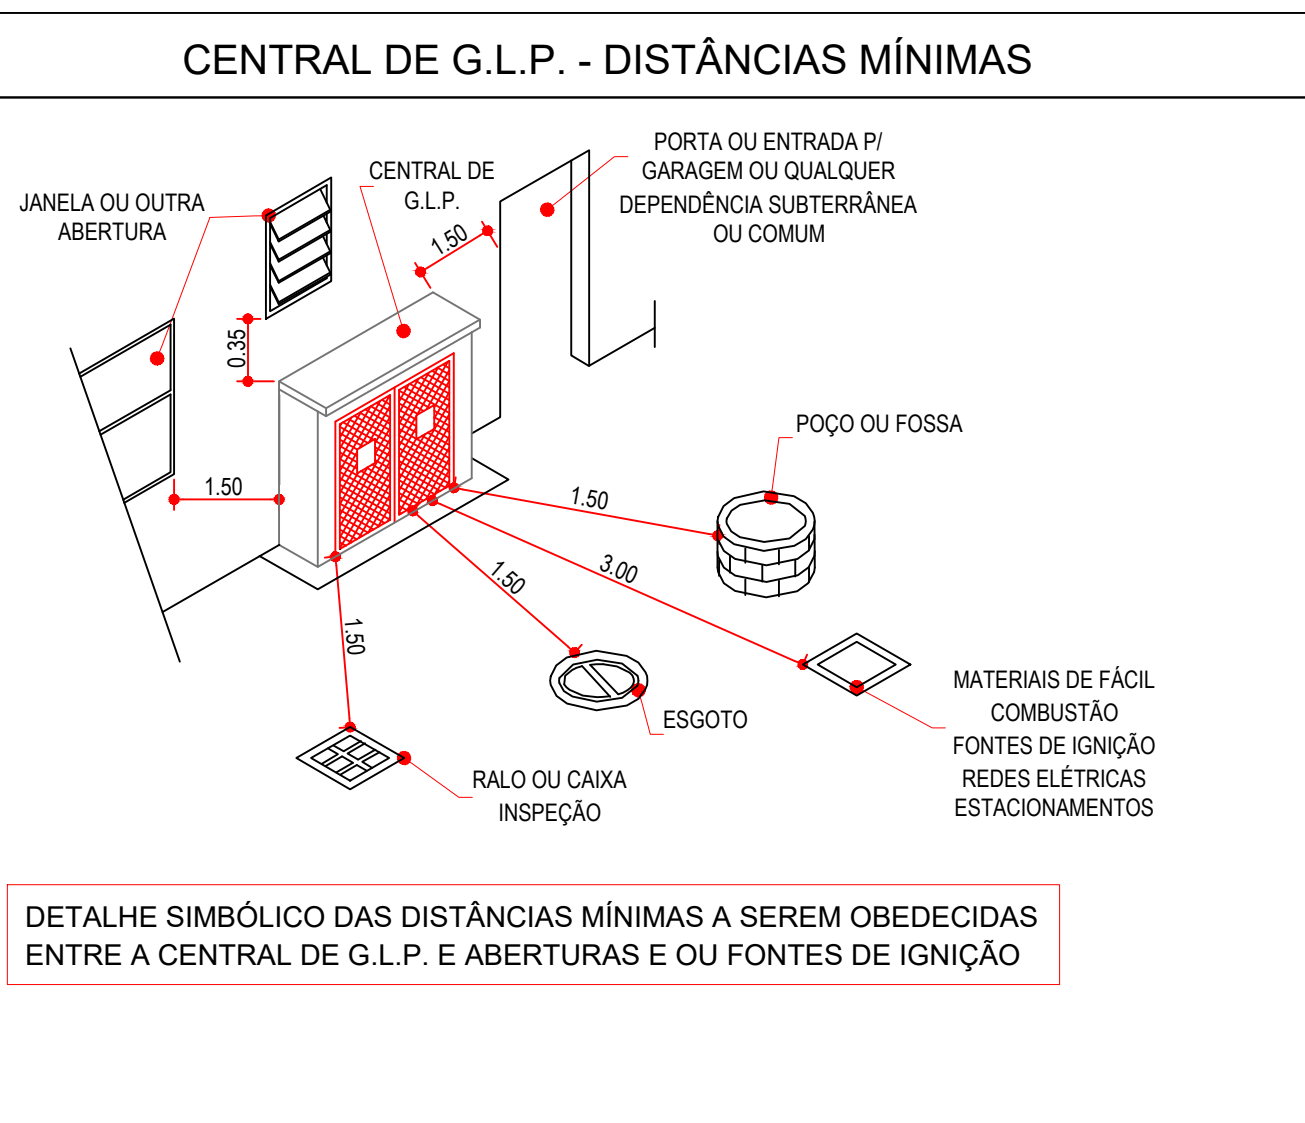 CENTRAL DE G.L.P. - DISTÂNCIAS MÍNIMAS
PORTA OU ENTRADA P/
GARAGEM OU QUALQUER
DEPENDÊNCIA SUBTERRÂNEA
OU COMUM
CENTRAL DE
G.L.P.
JANELA OU OUTRA
ABERTURA
1.50
0.35
1.50
POÇO OU FOSSA
1.50
3.00
1.50
1.50
MATERIAIS DE FÁCIL
COMBUSTÃO
FONTES DE IGNIÇÃO
REDES ELÉTRICAS
ESTACIONAMENTOS
ESGOTO
RALO OU CAIXA
INSPEÇÃO
DETALHE SIMBÓLICO DAS DISTÂNCIAS MÍNIMAS A SEREM OBEDECIDAS
ENTRE A CENTRAL DE G.L.P. E ABERTURAS E OU FONTES DE IGNIÇÃO